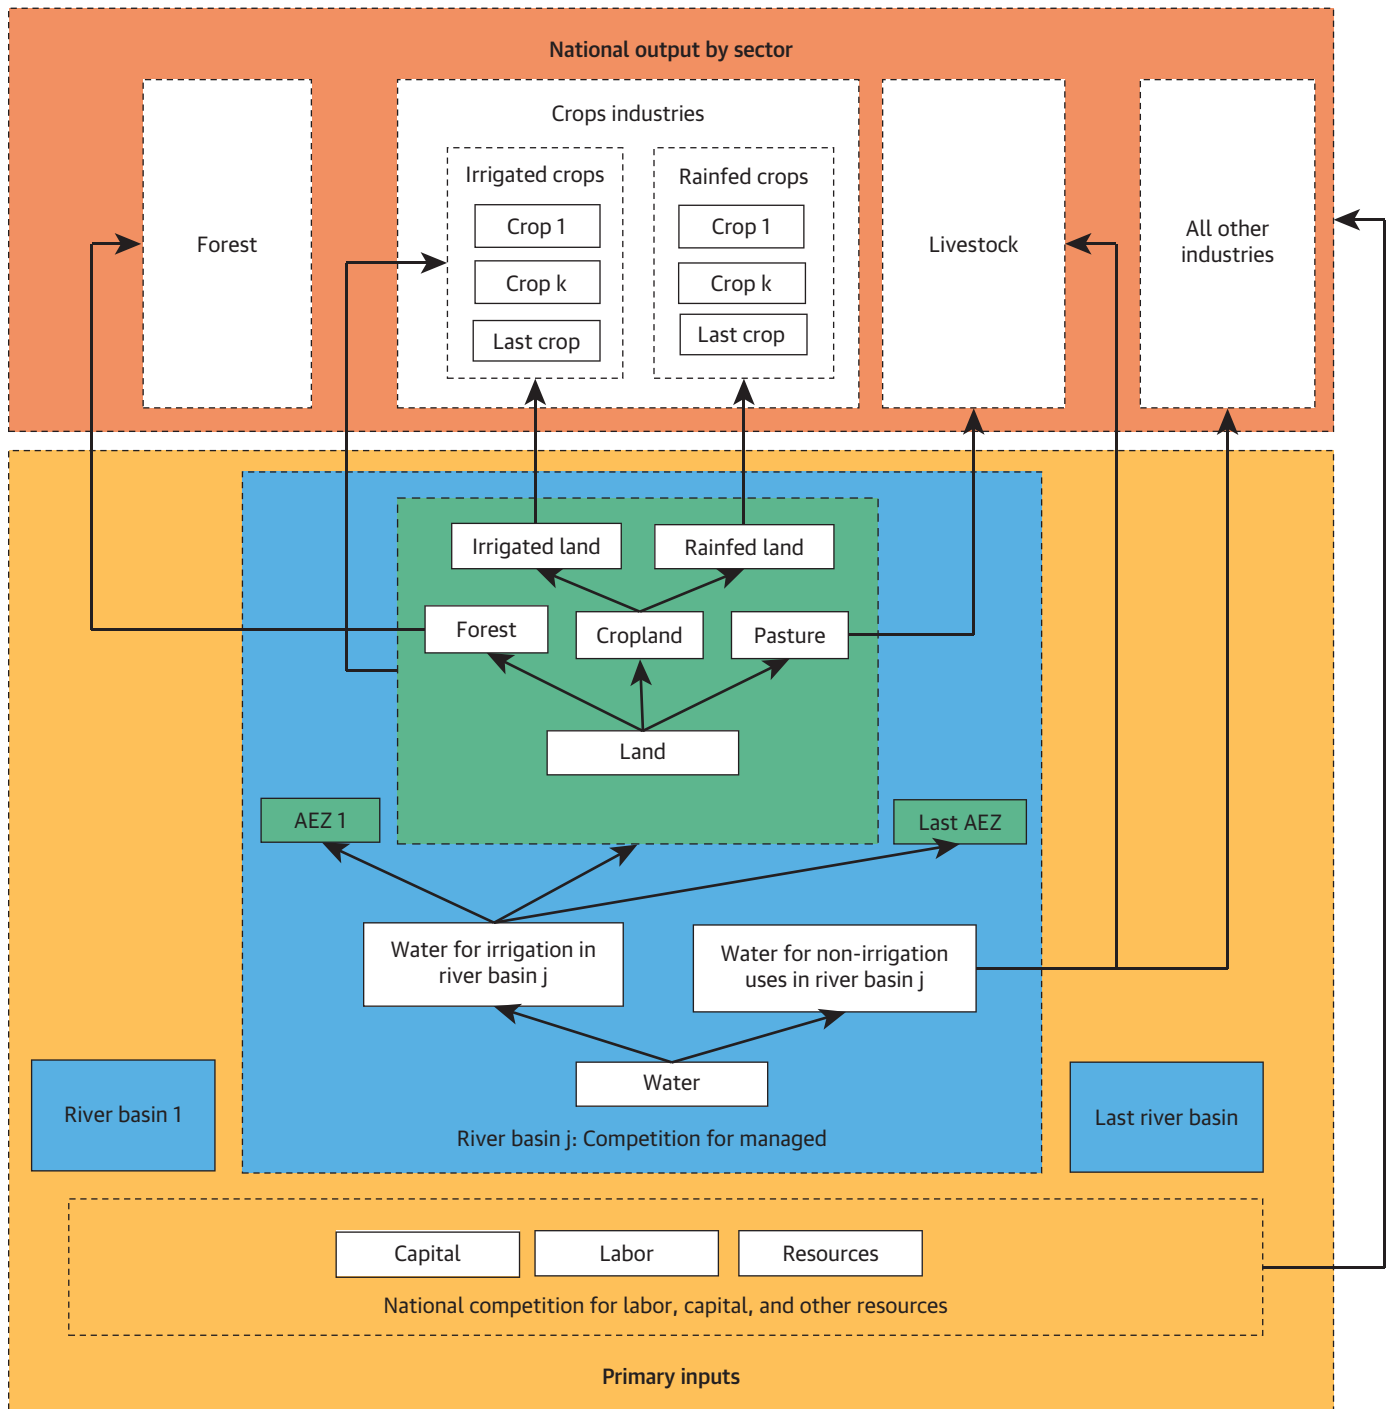 National output by sector
Forest
Crops industries
Irrigated crops
Crop 1
Crop k
Last crop
Rainfed crops
Crop 1
Crop k
Last crop
Livestock
All other
industries
Irrigated land
Rainfed land
Forest
Cropland
Pasture
Land
AEZ 1
Last AEZ
Water for irrigation in
river basin j
Water for non-irrigation
uses in river basin j
Water
River basin 1
River basin j: Competition for managed
Last river basin
Capital
Labor
Resources
National competition for labor, capital, and other resources
Primary inputs